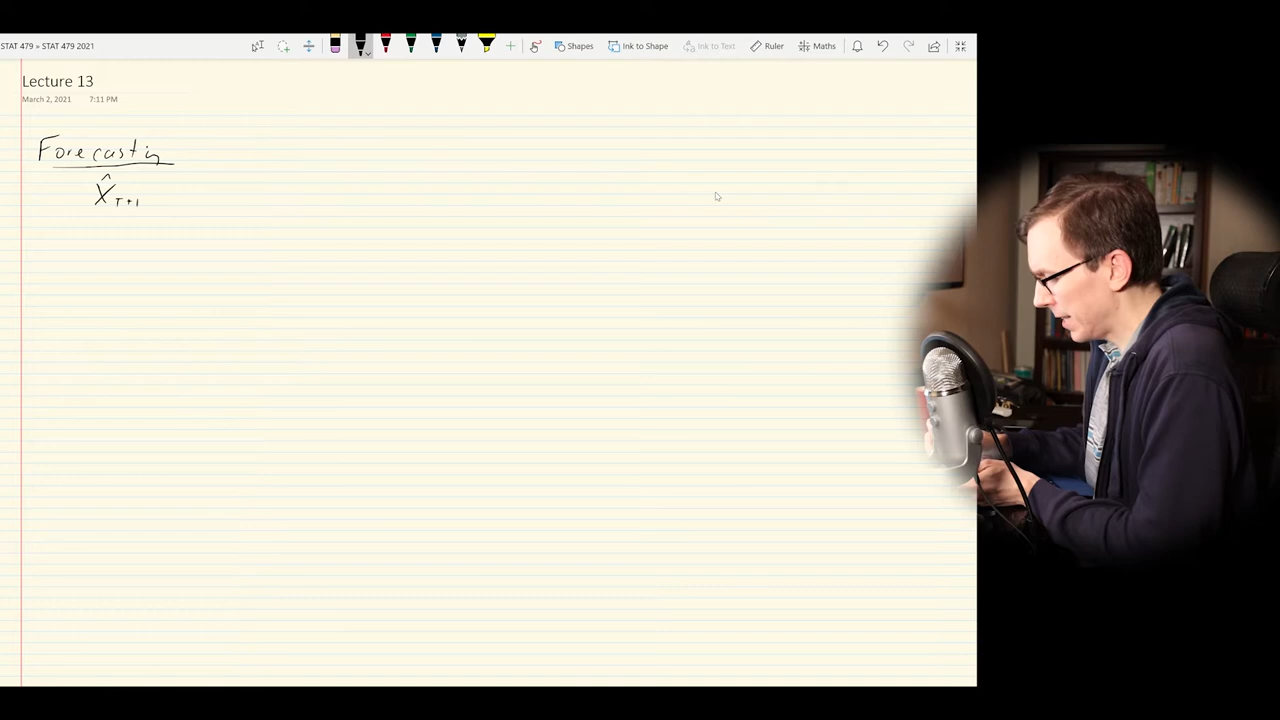 STAT 479 » STAT 479 2021
Shapes Ink to Shape Ink to Text Ruler Maths
Lecture 13
March 2, 2021 7:11 PM
Forecasting
X̂ T+1